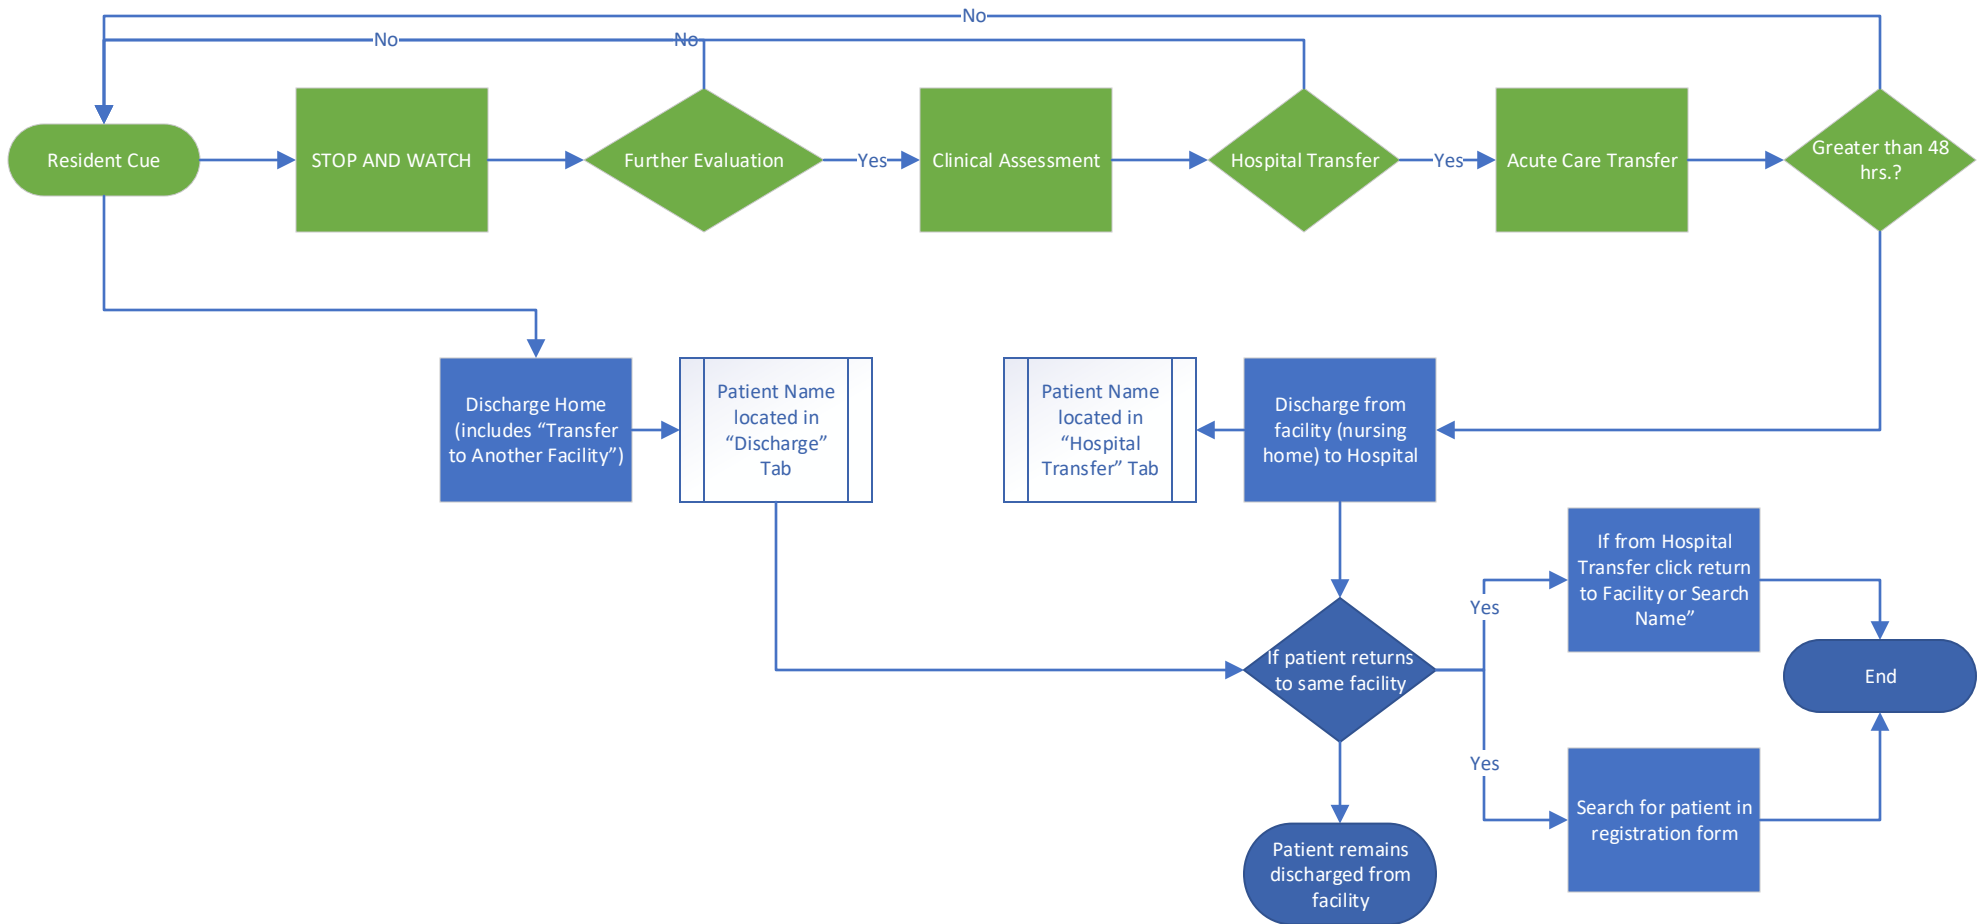 No
No
No
Resident Cue
STOP AND WATCH
Further Evaluation
Yes
Clinical Assessment
Hospital Transfer
Yes
Acute Care Transfer
Greater than 48
hrs.?
Discharge Home
(includes “Transfer
to Another Facility”)
Patient Name
located in
“Discharge”
Tab
Patient Name
located in
“Hospital
Transfer” Tab
Discharge from
facility (nursing
home) to Hospital
If from Hospital
Transfer click return
to Facility or Search
Name”
Yes
If patient returns
to same facility
End
Yes
Search for patient in
registration form
Patient remains
discharged from
facility